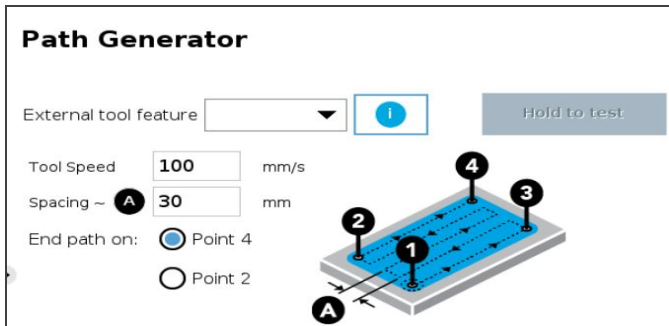 Path Generator
External tool feature i Hold to test
Tool Speed 100 mm/s
Spacing ~ A 30 mm
End path on: Point 4
Point 2
4
3
2
1
A